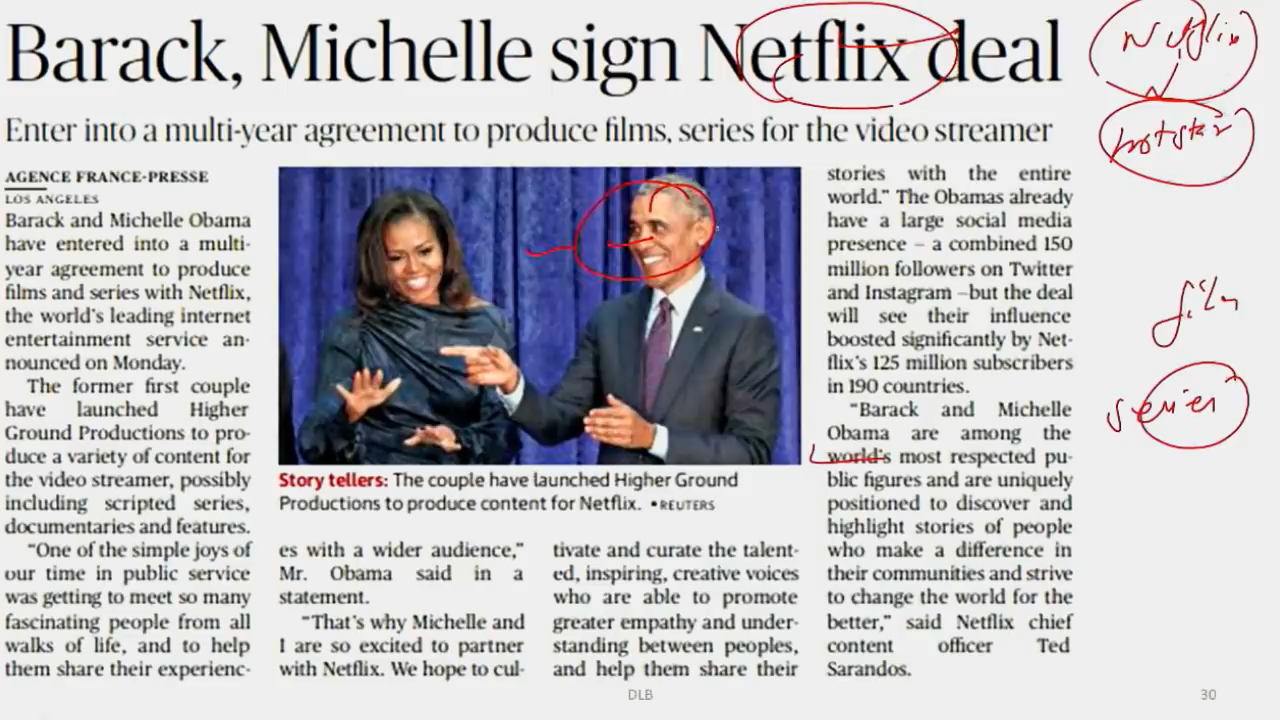 Barack, Michelle sign Netflix deal
Enter into a multi-year agreement to produce films, series for the video streamer
AGENCE FRANCE-PRESSE
LOS ANGELES
Barack and Michelle Obama
have entered into a multi-
year agreement to produce
films and series with Netflix,
the world's leading internet
entertainment service an-
nounced on Monday.
The former first couple
have launched Higher
Ground Productions to pro-
duce a variety of content for
the video streamer, possibly
including scripted series,
documentaries and features.
"One of the simple joys of
our time in public service
was getting to meet so many
fascinating people from all
walks of life, and to help
them share their experienc-
Story tellers: The couple have launched Higher Ground
Productions to produce content for Netflix. •REUTERS
es with a wider audience,"
Mr. Obama said in a
statement.
"That's why Michelle and
I are so excited to partner
with Netflix. We hope to cul-
tivate and curate the talent-
ed, inspiring, creative voices
who are able to promote
greater empathy and under-
standing between peoples,
and help them share their
stories with the entire
world." The Obamas already
have a large social media
presence – a combined 150
million followers on Twitter
and Instagram –but the deal
will see their influence
boosted significantly by Net-
flix's 125 million subscribers
in 190 countries.
"Barack and Michelle
Obama are among the
world's most respected pu-
blic figures and are uniquely
positioned to discover and
highlight stories of people
who make a difference in
their communities and strive
to change the world for the
better," said Netflix chief
content officer Ted
Sarandos.
Netflix
hotstar
film
series
DLB
30